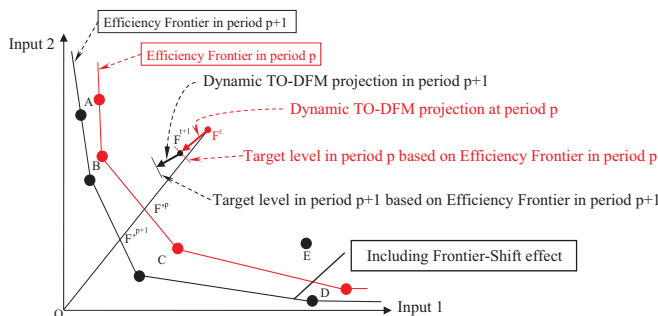 Efficiency Frontier in period p+1
Input 2
Efficiency Frontier in period p
Dynamic TO-DFM projection in period p+1
A
Dynamic TO-DFM projection at period p
F^{t+1}
F^t
Target level in period p based on Efficiency Frontier in period p
B
Target level in period p+1 based on Efficiency Frontier in period p+1
F'^p
F'^{p+1}
C
E
Including Frontier-Shift effect
D
O
Input 1